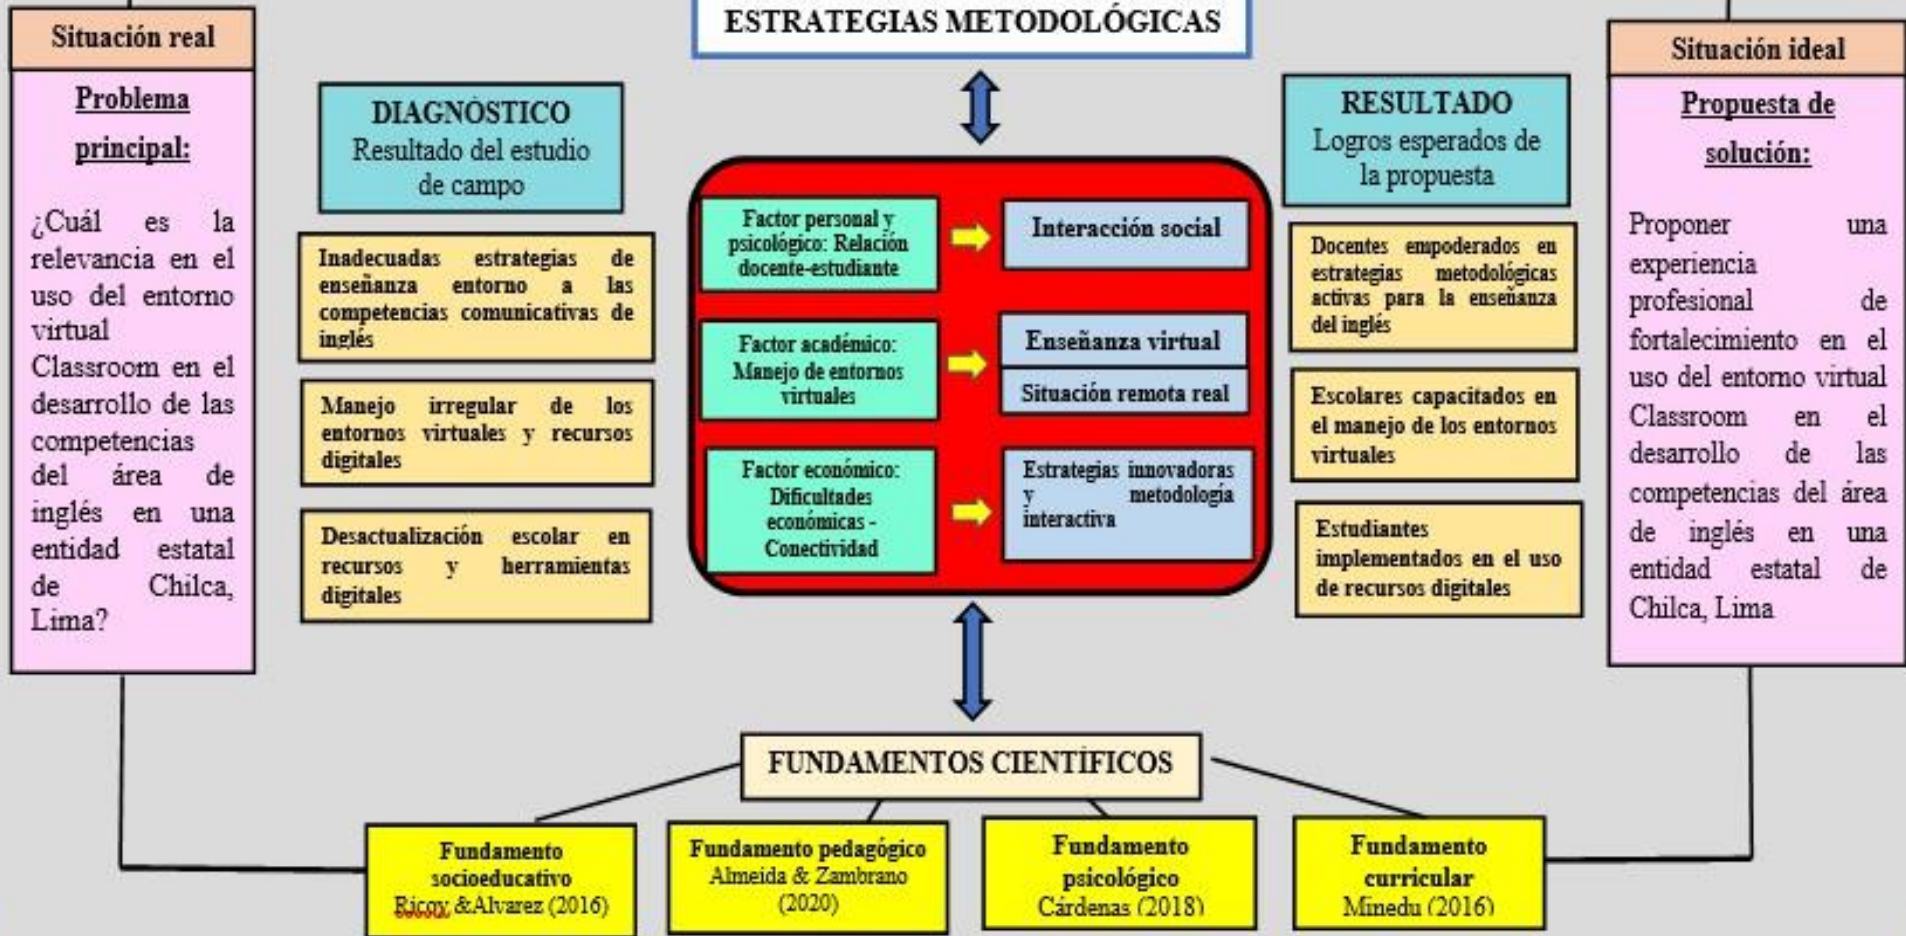 Situación real
Problema
principal:
¿Cuál es la
relevancia en el
uso del entorno
virtual
Classroom en el
desarrollo de las
competencias
del área de
inglés en una
entidad estatal
de Chilca,
Lima?
DIAGNÓSTICO
Resultado del estudio
de campo
Inadecuadas estrategias de
enseñanza entorno a las
competencias comunicativas de
inglés
Manejo irregular de los
entornos virtuales y recursos
digitales
Desactualización escolar en
recursos y herramientas
digitales
ESTRATEGIAS METODOLÓGICAS
Factor personal y
psicológico: Relación
docente-estudiante
Interacción social
Factor académico:
Manejo de entornos
virtuales
Enseñanza virtual
Situación remota real
Factor económico:
Dificultades
económicas -
Conectividad
Estrategias innovadoras
y metodología
interactiva
RESULTADO
Logros esperados de
la propuesta
Docentes empoderados en
estrategias metodológicas
activas para la enseñanza
del inglés
Escolares capacitados en
el manejo de los entornos
virtuales
Estudiantes
implementados en el uso
de recursos digitales
Situación ideal
Propuesta de
solución:
Proponer una
experiencia
profesional de
fortalecimiento en el
uso del entorno virtual
Classroom en el
desarrollo de las
competencias del área
de inglés en una
entidad estatal de
Chilca, Lima
FUNDAMENTOS CIENTÍFICOS
Fundamento
socioeducativo
Ricoy &Alvarez (2016)
Fundamento pedagógico
Almeida & Zambrano
(2020)
Fundamento
psicológico
Cárdenas (2018)
Fundamento
curricular
Minedu (2016)